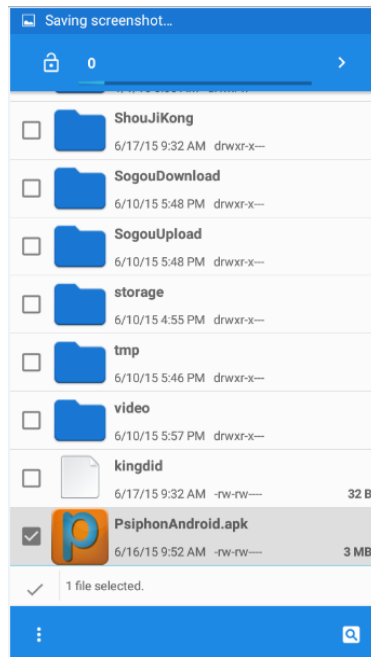 Saving screenshot...
0
ShouJiKong
6/17/15 9:32 AM drwxr-x---
SogouDownload
6/10/15 5:48 PM drwxr-x---
SogouUpload
6/10/15 5:48 PM drwxr-x---
storage
6/10/15 4:55 PM drwxr-x---
tmp
6/10/15 5:46 PM drwxr-x---
video
6/10/15 5:57 PM drwxr-x---
kingdid
6/17/15 9:32 AM -rw-rw---- 32 B
PsiphonAndroid.apk
6/16/15 9:52 AM -rw-rw---- 3 MB
1 file selected.